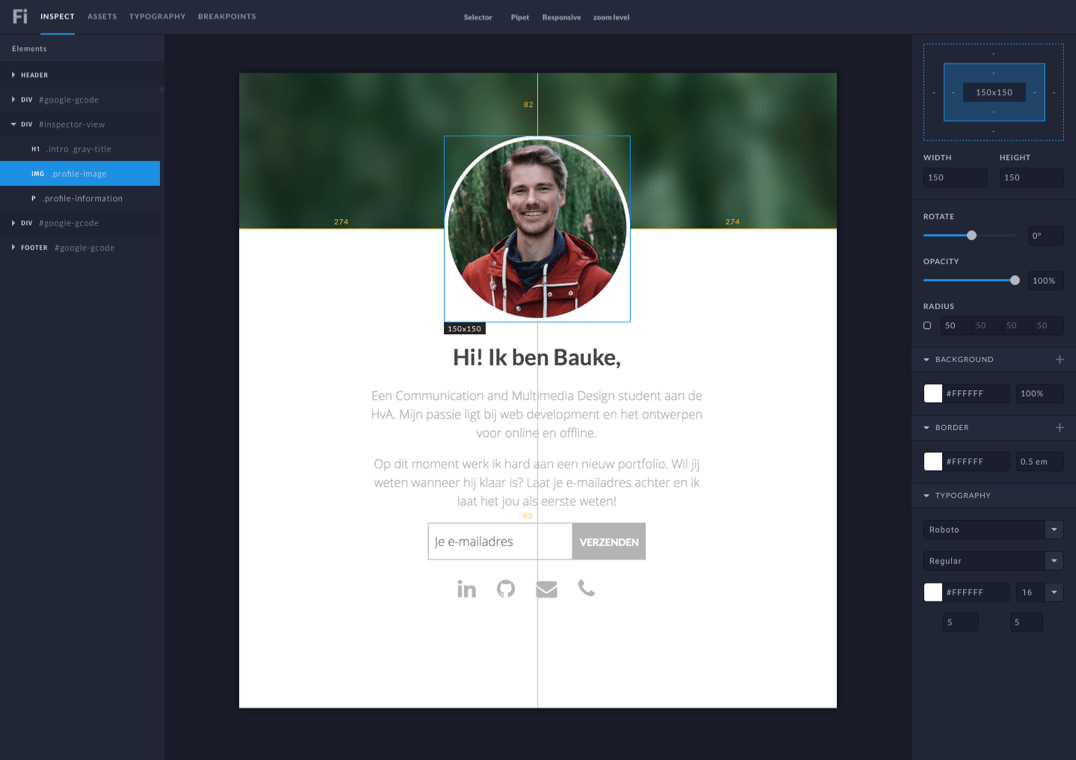 Fi INSPECT ASSETS TYPOGRAPHY BREAKPOINTS Selector Pipet Responsive zoom level
Elements
HEADER
DIV #google-gcode
DIV #inspector-view
H1 .intro .gray-title
IMG .profile-image
P .profile-information
DIV #google-gcode
FOOTER #google-gcode
82
274
274
150x150
Hi! Ik ben Bauke,
Een Communication and Multimedia Design student aan de
HvA. Mijn passie ligt bij web development en het ontwerpen
voor online en offline.
Op dit moment werk ik hard aan een nieuw portfolio. Wil jij
weten wanneer hij klaar is? Laat je e-mailadres achter en ik
laat het jou als eerste weten!
82
Je e-mailadres VERZENDEN
in
- -
- - 150x150 - -
- -
WIDTH HEIGHT
150 150
ROTATE
0°
OPACITY
100%
RADIUS
50 50 50 50
BACKGROUND +
#FFFFFF 100%
BORDER +
#FFFFFF 0.5 em
TYPOGRAPHY
Roboto
Regular
#FFFFFF 16
5 5